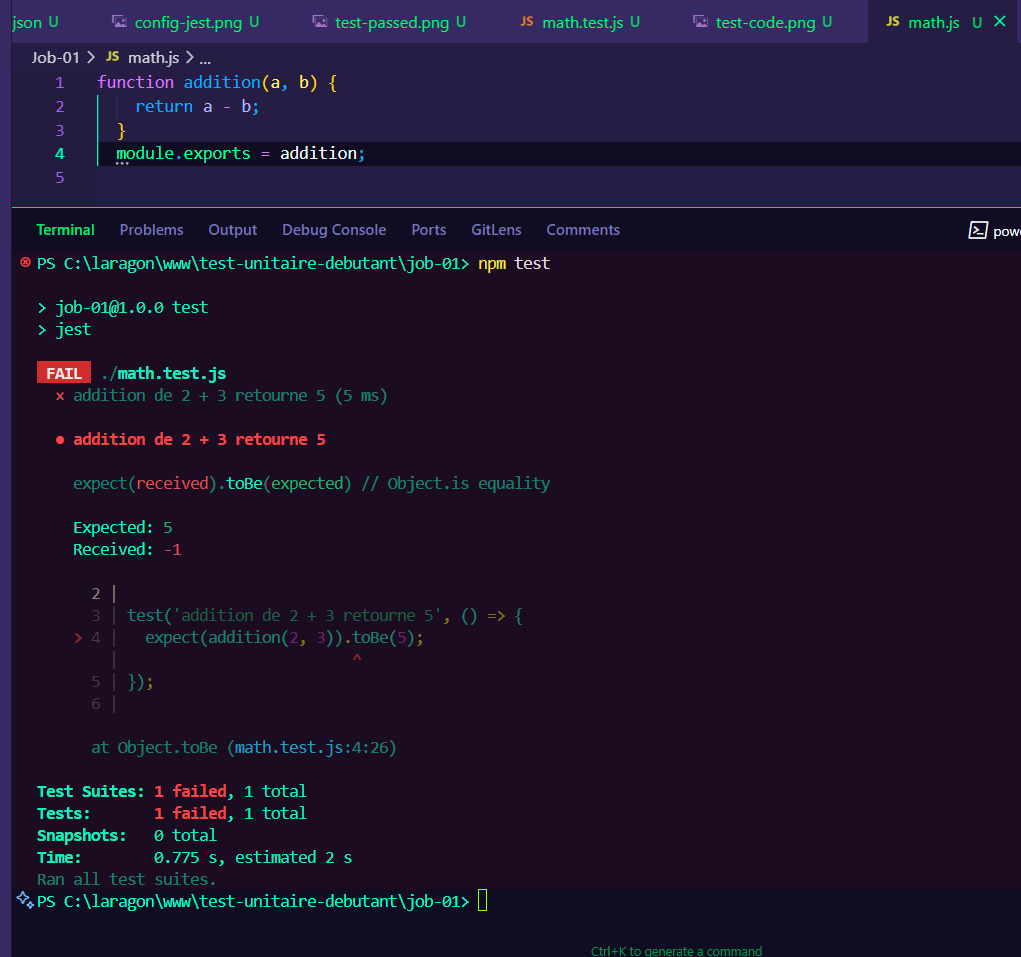 json U config-jest.png U test-passed.png U JS math.test.js U test-code.png U JS math.js U
Job-01 > JS math.js > ...
1 function addition(a, b) {
2 return a - b;
3 }
4 module.exports = addition;
5
Terminal Problems Output Debug Console Ports GitLens Comments
PS C:\laragon\www\test-unitaire-debutant\job-01> npm test
> job-01@1.0.0 test
> jest
FAIL ./math.test.js
× addition de 2 + 3 retourne 5 (5 ms)
● addition de 2 + 3 retourne 5
expect(received).toBe(expected) // Object.is equality
Expected: 5
Received: -1
2 |
3 | test('addition de 2 + 3 retourne 5', () => {
> 4 | expect(addition(2, 3)).toBe(5);
| ^
5 | });
6 |
at Object.toBe (math.test.js:4:26)
Test Suites: 1 failed, 1 total
Tests: 1 failed, 1 total
Snapshots: 0 total
Time: 0.775 s, estimated 2 s
Ran all test suites.
PS C:\laragon\www\test-unitaire-debutant\job-01>
Ctrl+K to generate a command